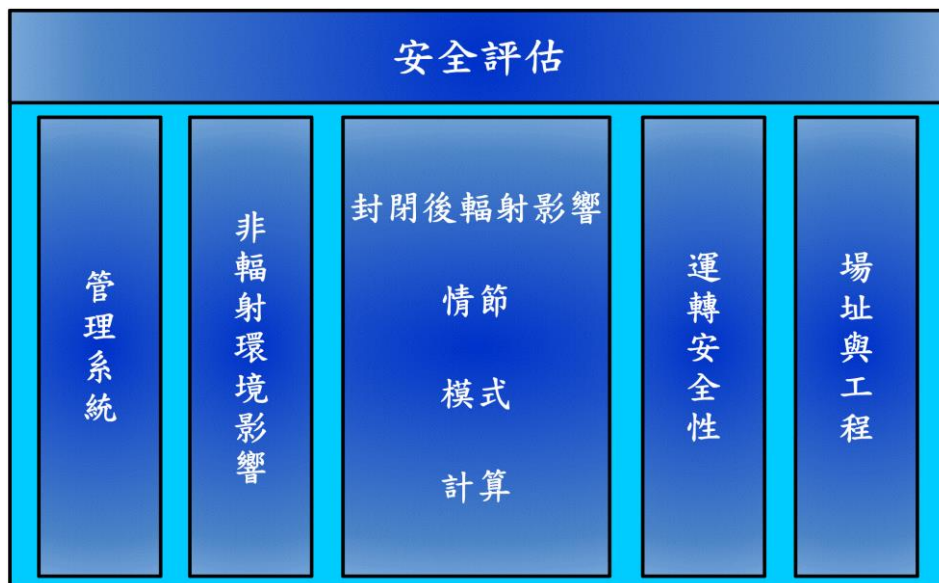 安全評估
管理系統
非輻射環境影響
封閉後輻射影響
情節
模式
計算
運轉安全性
場址與工程